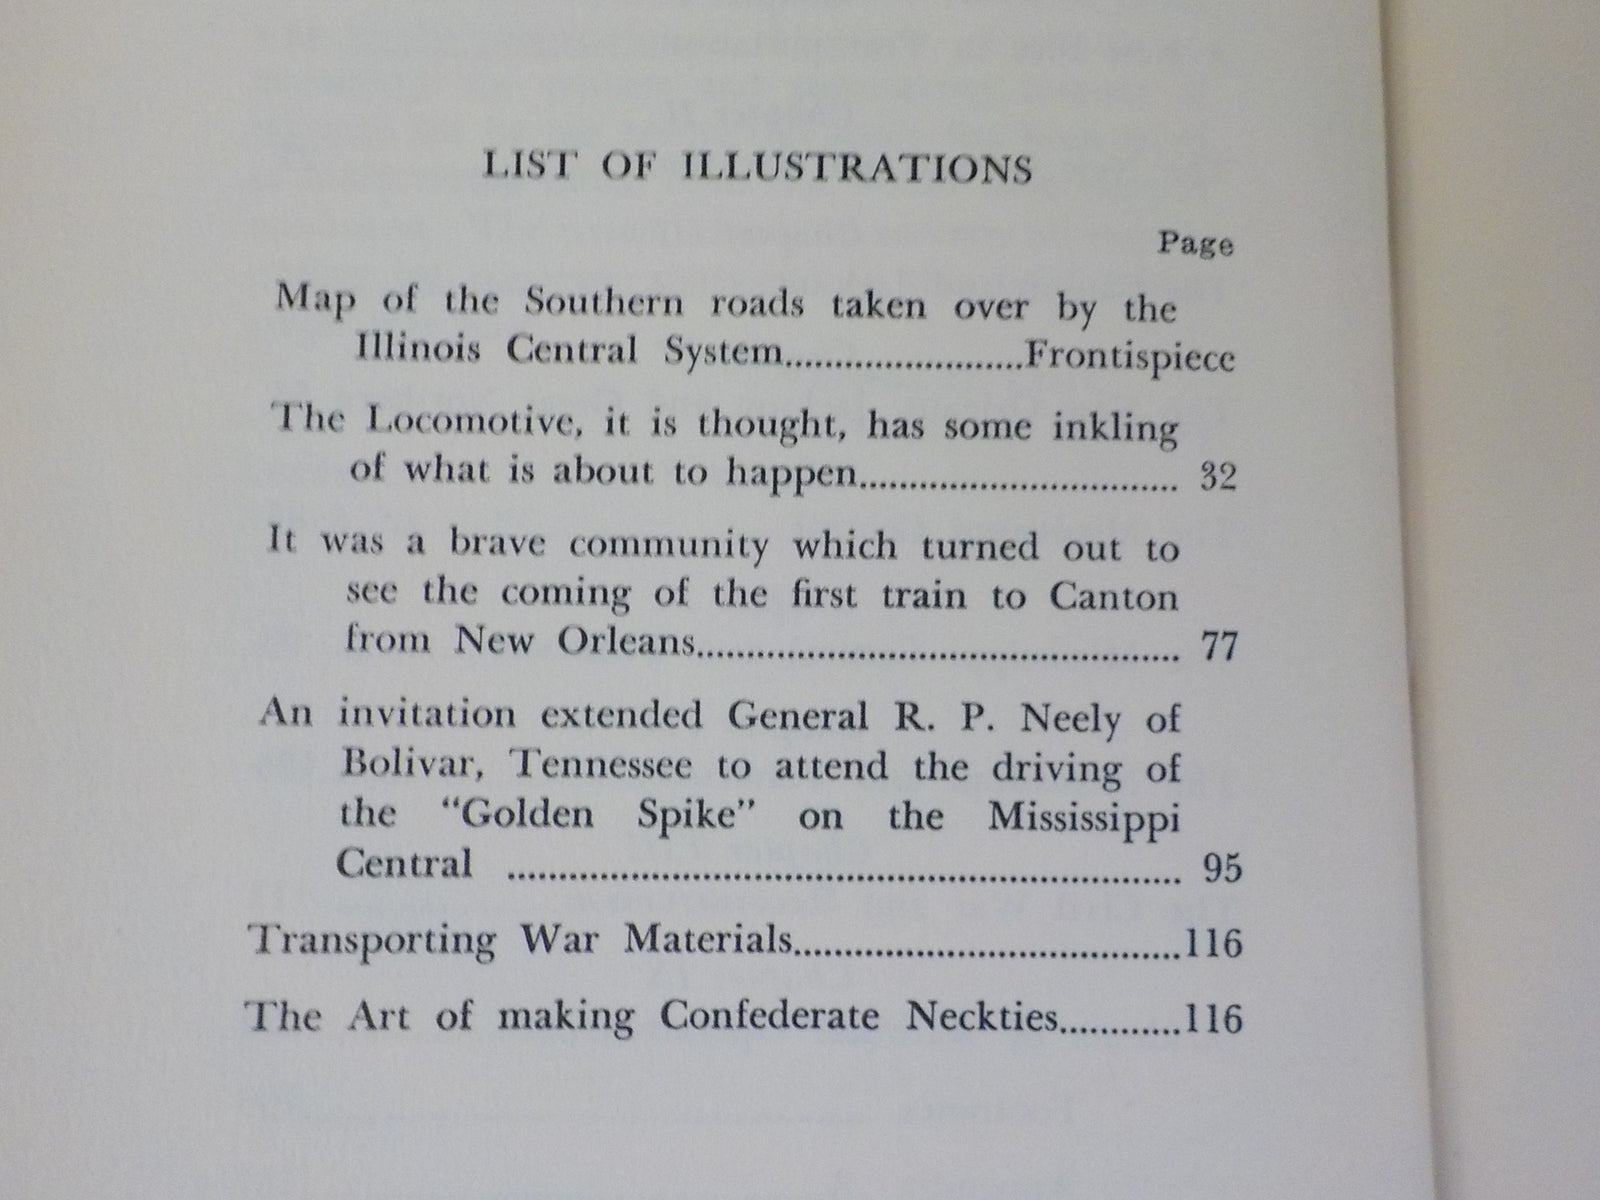 LIST OF ILLUSTRATIONS
Page
Map of the Southern roads taken over by the
Illinois Central System........................Frontispiece
The Locomotive, it is thought, has some inkling
of what is about to happen................................ 32
It was a brave community which turned out to
see the coming of the first train to Canton
from New Orleans................................................ 77
An invitation extended General R. P. Neely of
Bolivar, Tennessee to attend the driving of
the “Golden Spike” on the Mississippi
Central .................................................................. 95
Transporting War Materials......................................116
The Art of making Confederate Neckties............116